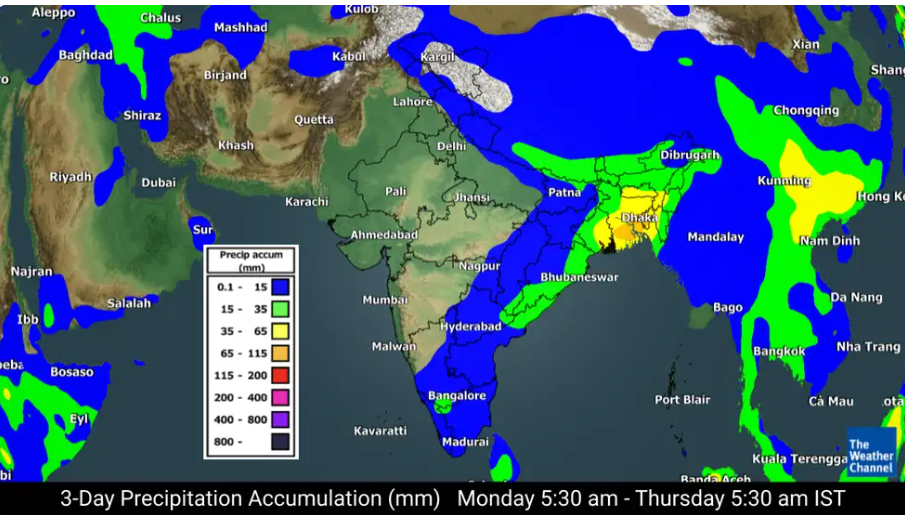 Aleppo
Chalus
Mashhad
Kulob
Xian
Baghdad
Kabul
Kargil
Birjand
Shiraz
Lahore
Chongqing
Quetta
Khash
Delhi
Dibrugarh
Riyadh
Dubai
Pali
Jhansi
Patna
Kunming
Karachi
Dhaka
Sur
Ahmedabad
Mandalay
Nam Dinh
Precip accum
(mm)
Najran
Nagpur
Bhubaneswar
0.1 - 15
Salalah
Mumbai
Bago
Da Nang
15 - 35
Ibb
Hyderabad
35 - 65
Malwan
Bangkok
Nha Trang
65 - 115
Bosaso
115 - 200
Bangalore
Port Blair
Cà Mau
200 - 400
Eyl
400 - 800
Kavaratti
Madurai
800 -
The
Weather
Channel
Kuala Terengga
Banda Aceh
3-Day Precipitation Accumulation (mm) Monday 5:30 am - Thursday 5:30 am IST